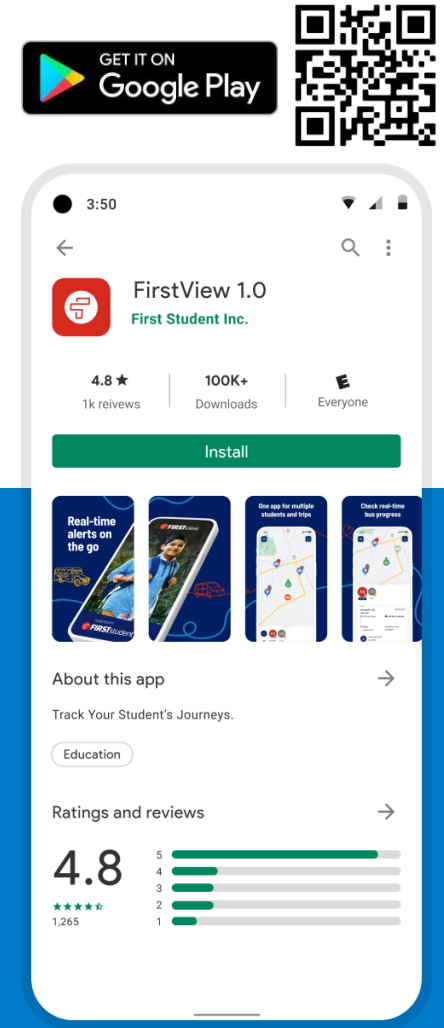 GET IT ON
Google Play
3:50
FirstView 1.0
First Student Inc.
4.8 ★
1k reivews
100K+
Downloads
E
Everyone
Install
Real-time
alerts on
the go
FIRSTstudent
FIRSTview
One app for multiple
students and trips
Check real-time
bus progress
About this app
Track Your Student’s Journeys.
Education
Ratings and reviews
4.8
1,265
5
4
3
2
1